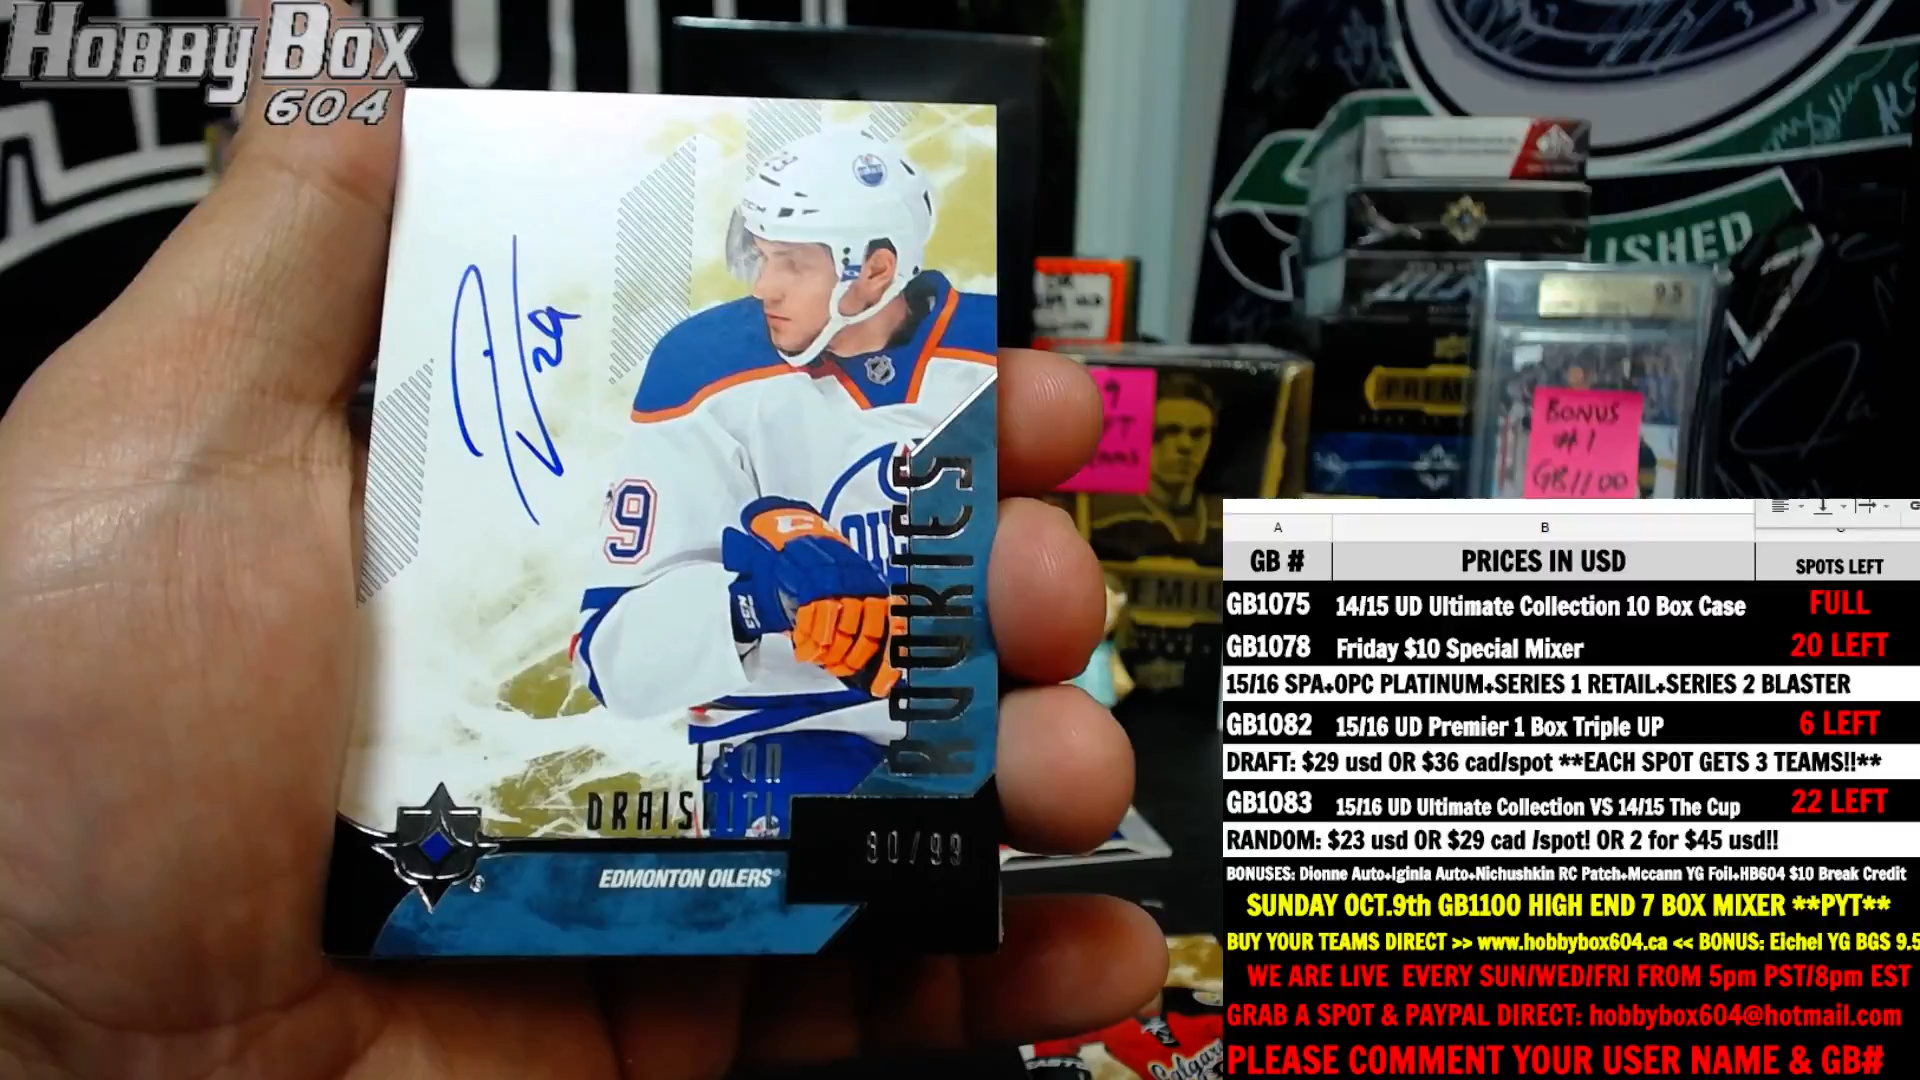 HOBBYBOX
604
29
CCM
9
ROOKIES
LEON
DRAISAITL
90/99
EDMONTON OILERS
ISHED
9.5
BONUS
#1
GB1100
PREM
A
B
GB #
PRICES IN USD
SPOTS LEFT
GB1075 14/15 UD Ultimate Collection 10 Box Case FULL
GB1078 Friday $10 Special Mixer 20 LEFT
15/16 SPA+OPC PLATINUM+SERIES 1 RETAIL+SERIES 2 BLASTER
GB1082 15/16 UD Premier 1 Box Triple UP 6 LEFT
DRAFT: $29 usd OR $36 cad/spot **EACH SPOT GETS 3 TEAMS!!**
GB1083 15/16 UD Ultimate Collection VS 14/15 The Cup 22 LEFT
RANDOM: $23 usd OR $29 cad /spot! OR 2 for $45 usd!!
BONUSES: Dionne Auto+Iginla Auto+Nichushkin RC Patch+Mccann YG Foil+HB604 $10 Break Credit
SUNDAY OCT.9th GB1100 HIGH END 7 BOX MIXER **PYT**
BUY YOUR TEAMS DIRECT >> www.hobbybox604.ca << BONUS: Eichel YG BGS 9.5
WE ARE LIVE EVERY SUN/WED/FRI FROM 5pm PST/8pm EST
GRAB A SPOT & PAYPAL DIRECT: hobbybox604@hotmail.com
PLEASE COMMENT YOUR USER NAME & GB#